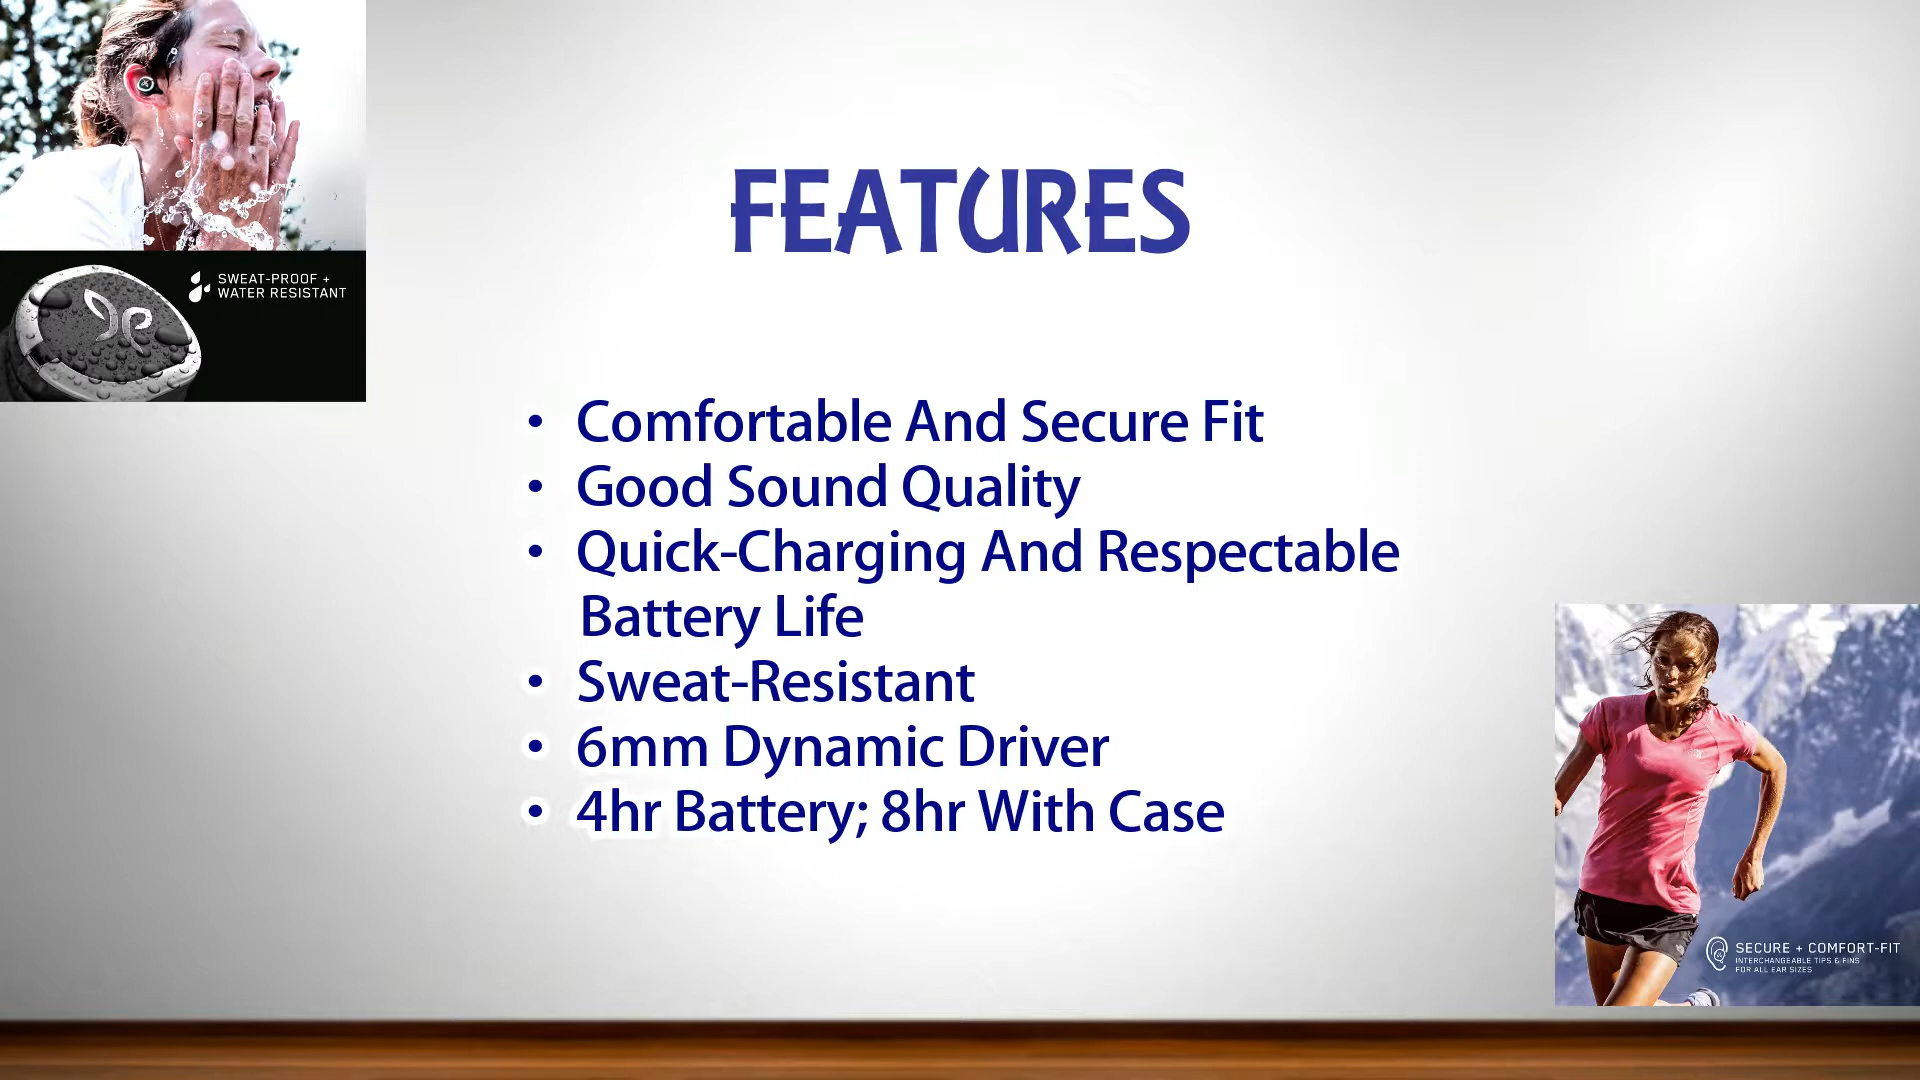 SWEAT-PROOF +
WATER RESISTANT
FEATURES
• Comfortable And Secure Fit
• Good Sound Quality
• Quick-Charging And Respectable
Battery Life
• Sweat-Resistant
• 6mm Dynamic Driver
• 4hr Battery; 8hr With Case
SECURE + COMFORT-FIT
INTERCHANGEABLE TIPS & FINS
FOR ALL EAR SIZES